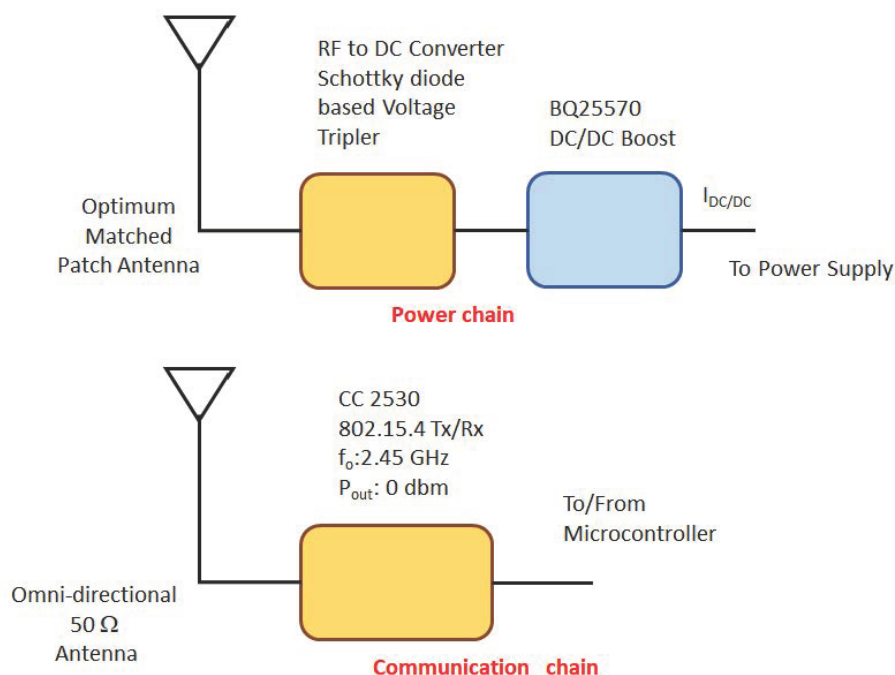 RF to DC Converter
Schottky diode
based Voltage
Tripler
BQ25570
DC/DC Boost
Optimum
Matched
Patch Antenna
I_DC/DC
To Power Supply
Power chain
CC 2530
802.15.4 Tx/Rx
f_o:2.45 GHz
P_out: 0 dbm
To/From
Microcontroller
Omni-directional
50 Ω
Antenna
Communication chain